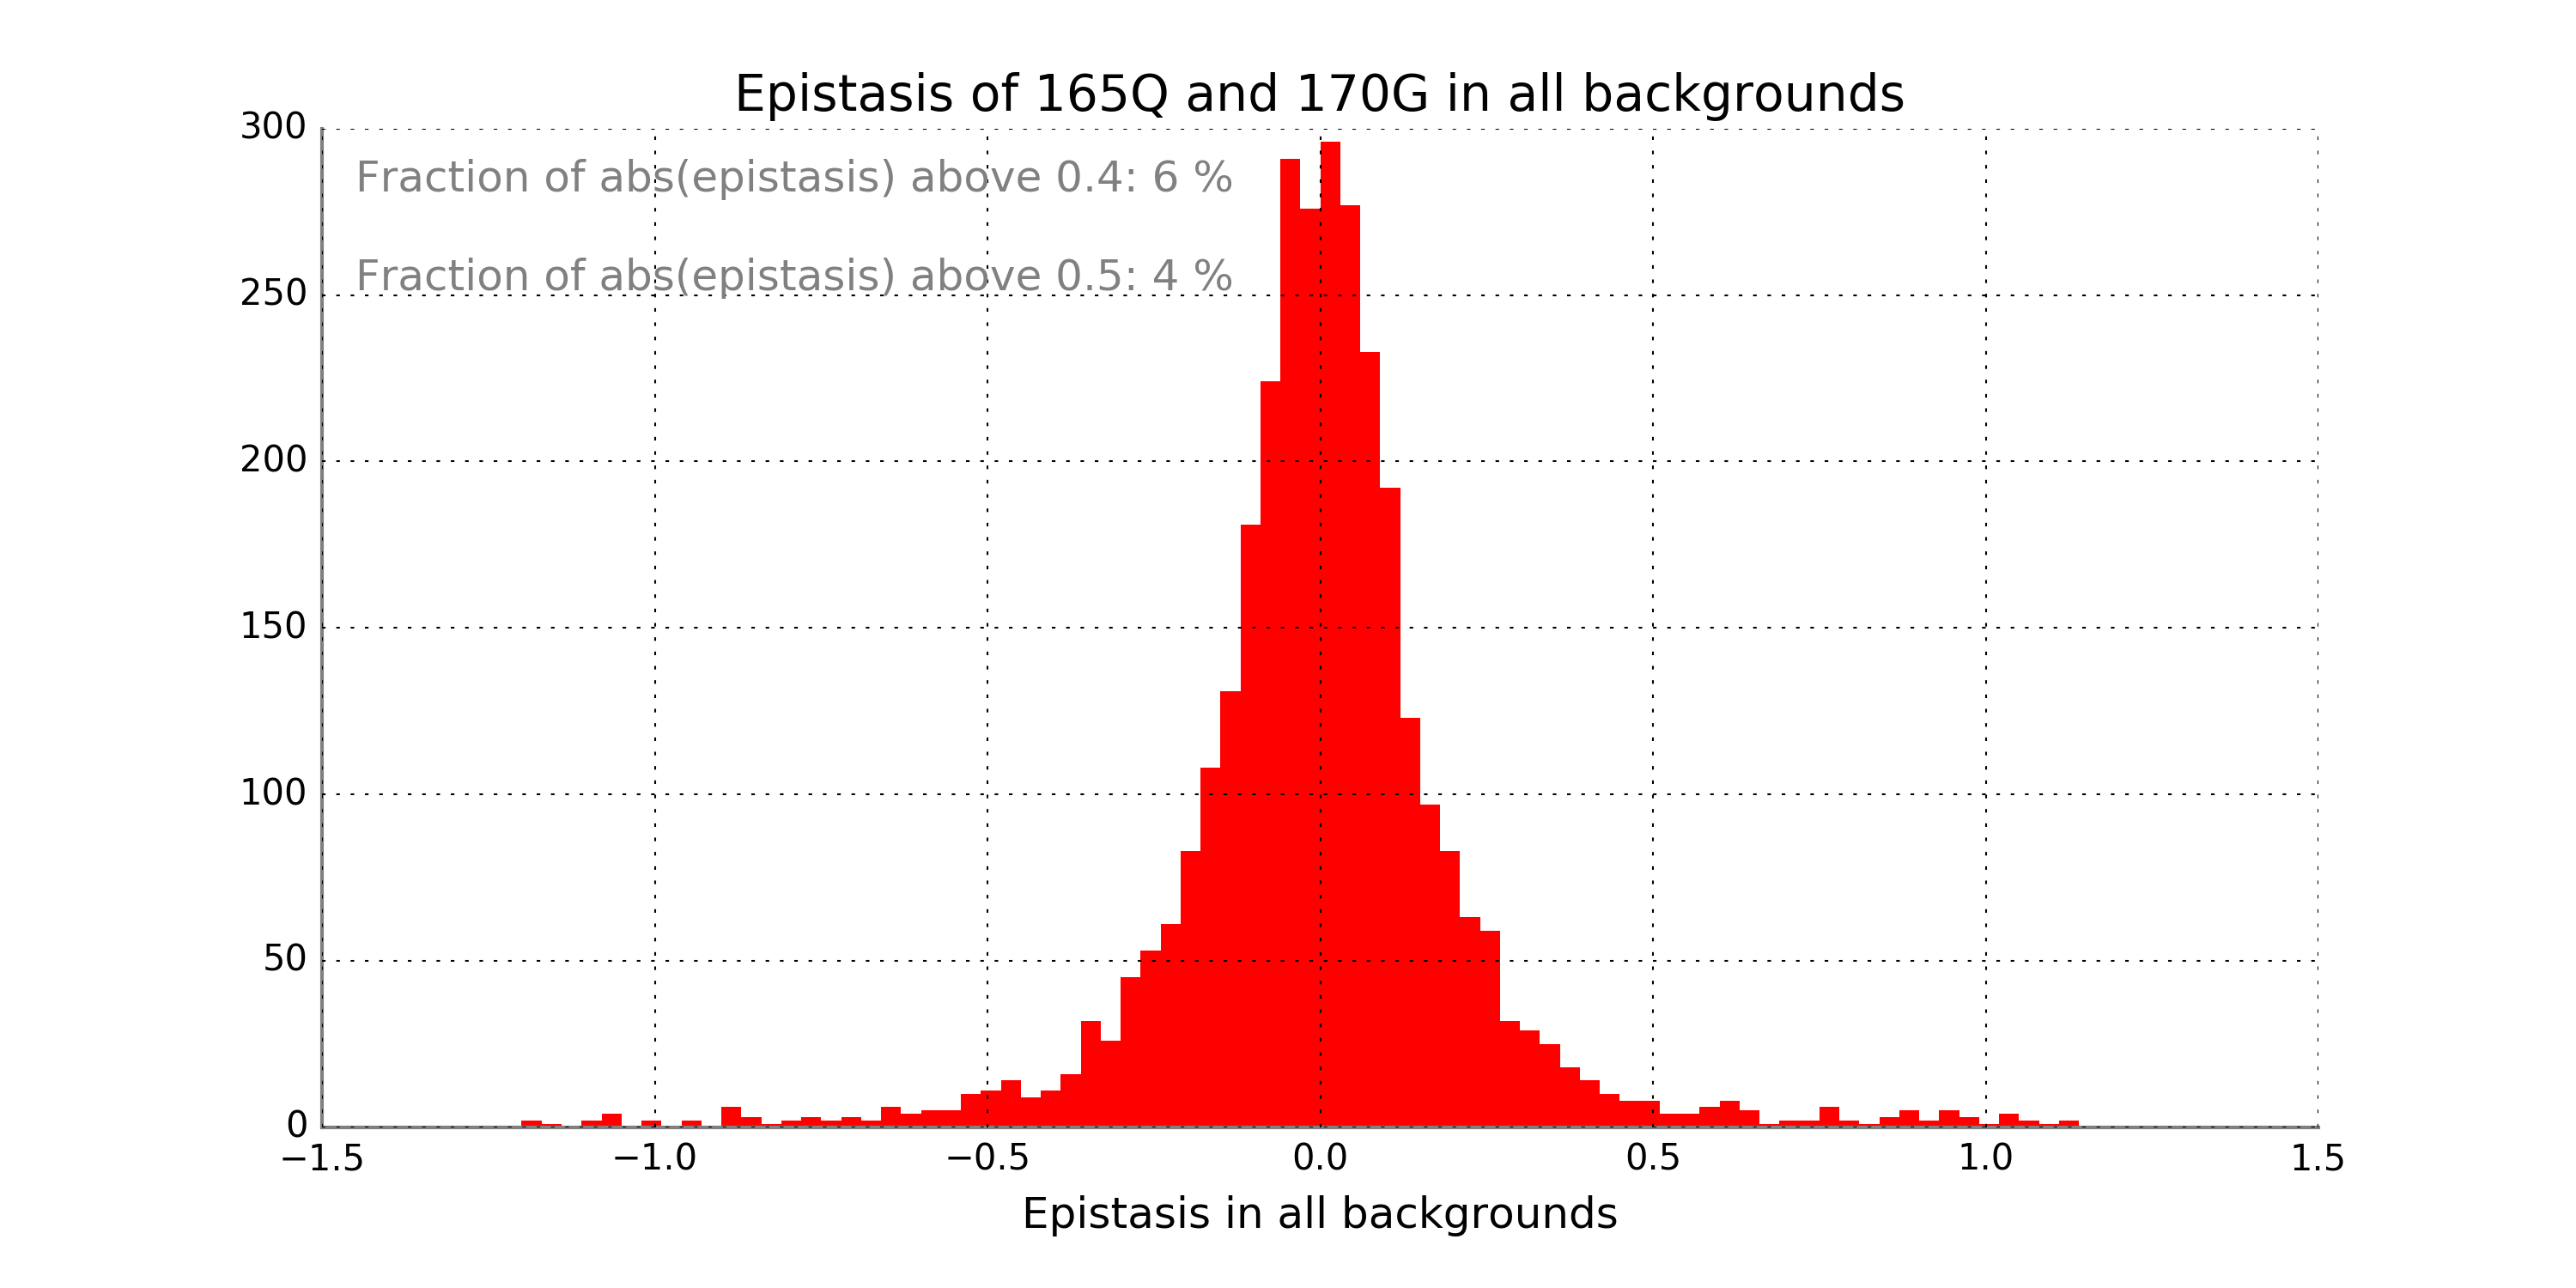 Epistasis of 165Q and 170G in all backgrounds
300
Fraction of abs(epistasis) above 0.4: 6 %
Fraction of abs(epistasis) above 0.5: 4 %
250
200
150
100
50
0
−1.5 −1.0 −0.5 0.0 0.5 1.0 1.5
Epistasis in all backgrounds